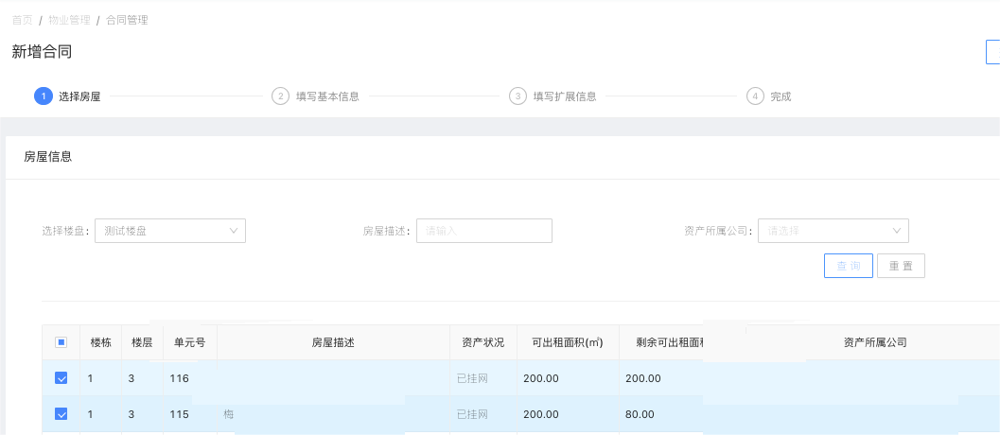 首页 / 物业管理 / 合同管理
新增合同
1 选择房屋 2 填写基本信息 3 填写扩展信息 4 完成
房屋信息
选择楼盘: 测试楼盘 房屋描述: 请输入 资产所属公司: 请选择
查 询 重 置
楼栋 楼层 单元号 房屋描述 资产状况 可出租面积(㎡) 剩余可出租面积 资产所属公司
1 3 116 已挂网 200.00 200.00
1 3 115 梅 已挂网 200.00 80.00